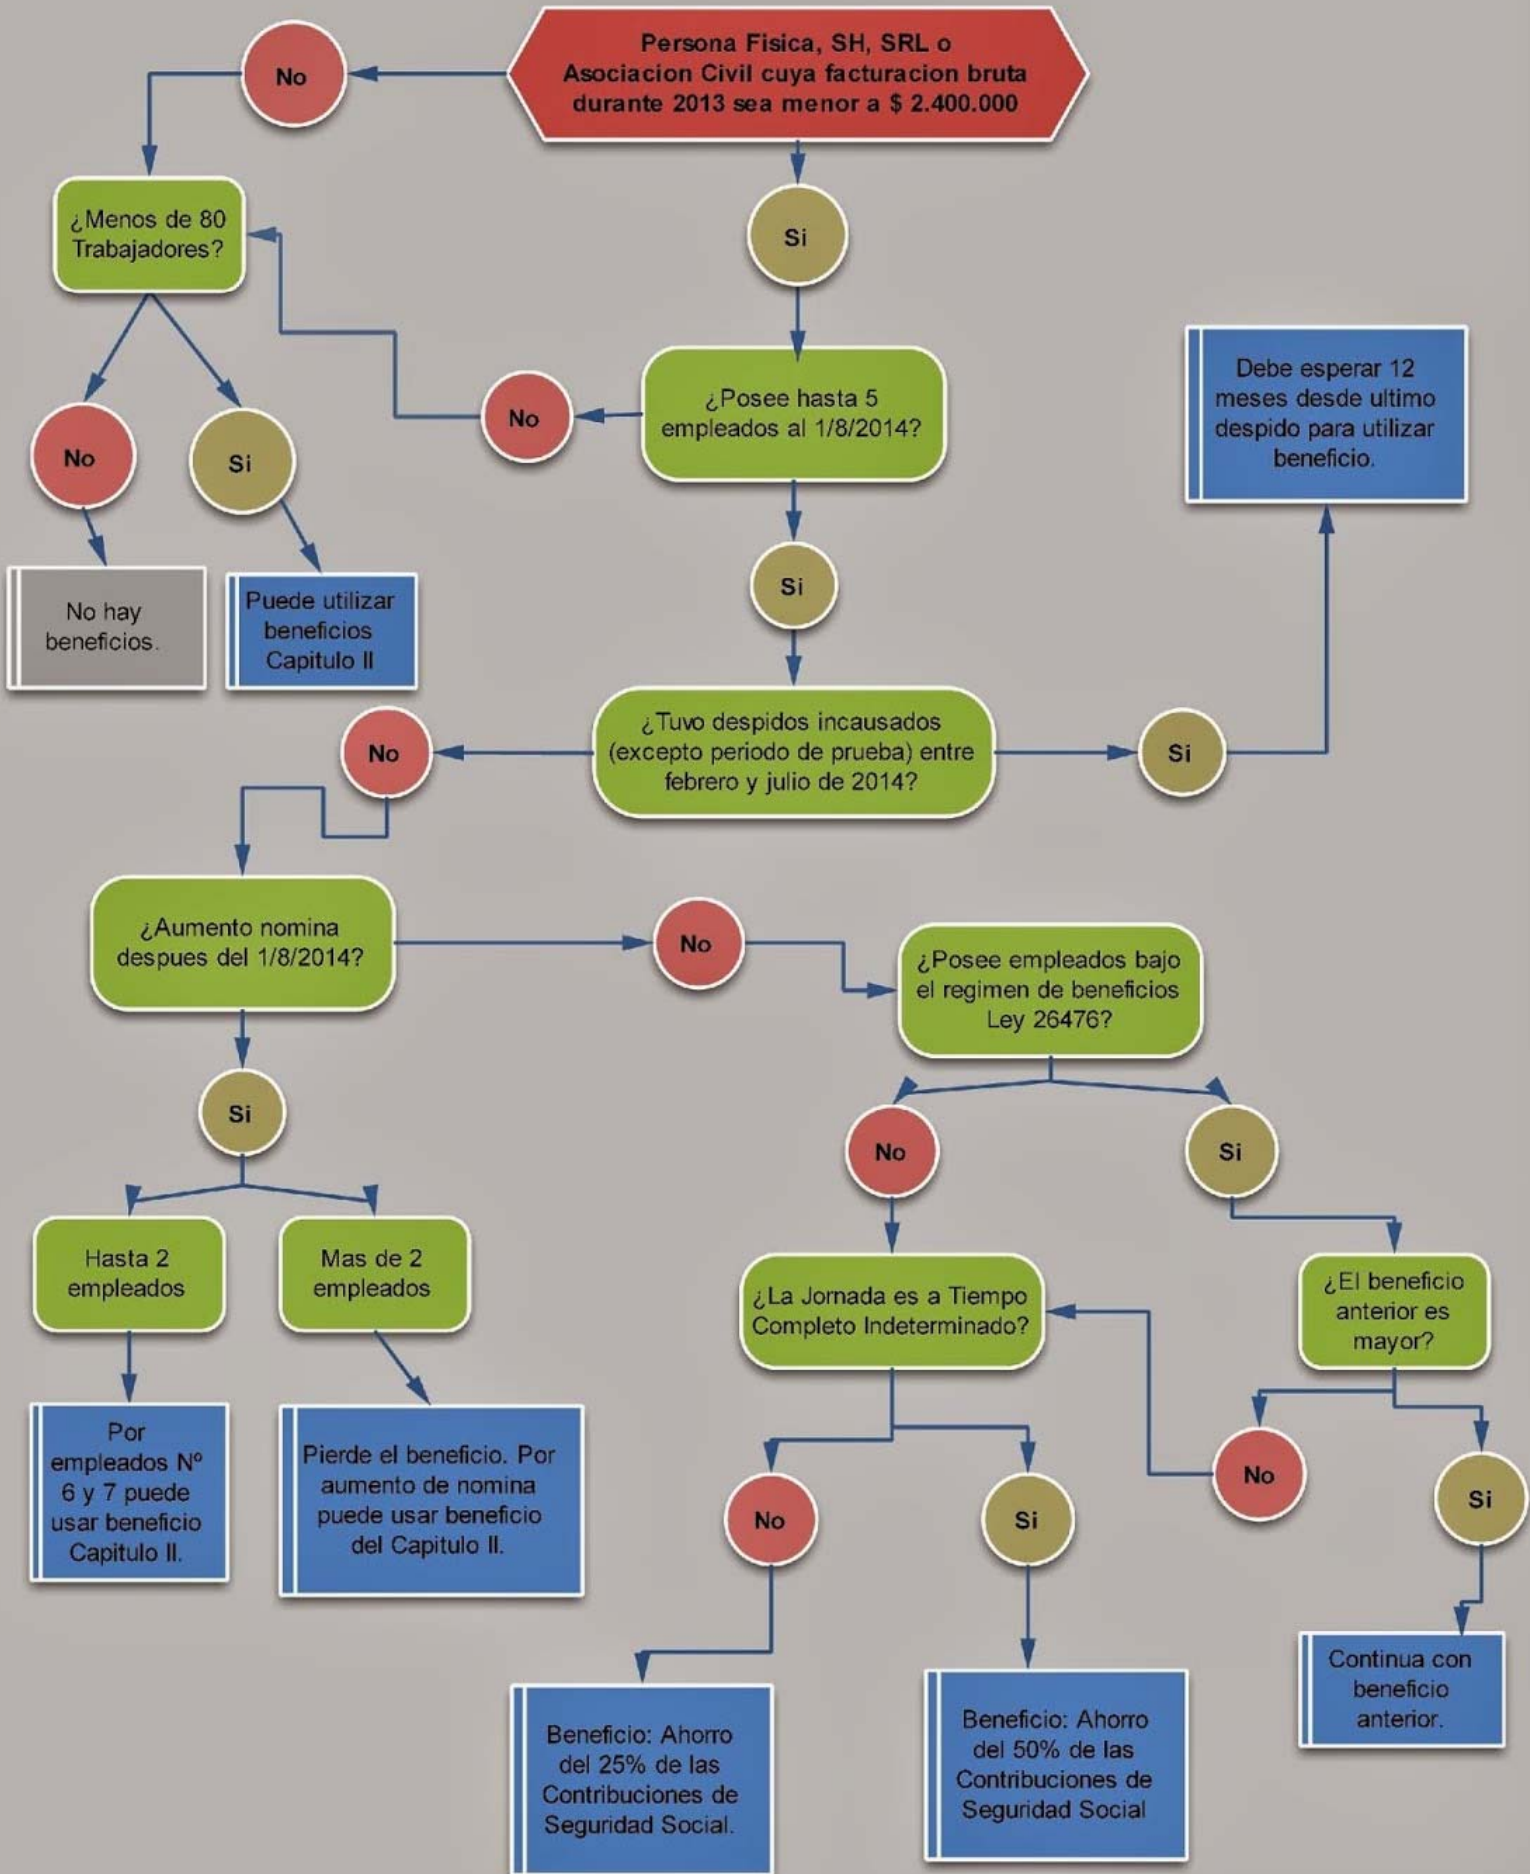 Persona Fisica, SH, SRL o
Asociacion Civil cuya facturacion bruta
durante 2013 sea menor a $ 2.400.000
No
Si
¿Menos de 80
Trabajadores?
No
Si
No hay
beneficios.
Puede utilizar
beneficios
Capitulo II
¿Posee hasta 5
empleados al 1/8/2014?
No
Si
Debe esperar 12
meses desde ultimo
despido para utilizar
beneficio.
¿Tuvo despidos incausados
(excepto periodo de prueba) entre
febrero y julio de 2014?
No
Si
¿Aumento nomina
despues del 1/8/2014?
No
Si
¿Posee empleados bajo
el regimen de beneficios
Ley 26476?
No
Si
Hasta 2
empleados
Mas de 2
empleados
Por
empleados Nº
6 y 7 puede
usar beneficio
Capitulo II.
Pierde el beneficio. Por
aumento de nomina
puede usar beneficio
del Capitulo II.
¿La Jornada es a Tiempo
Completo Indeterminado?
¿El beneficio
anterior es
mayor?
No
Si
No
Si
Beneficio: Ahorro
del 25% de las
Contribuciones de
Seguridad Social.
Beneficio: Ahorro
del 50% de las
Contribuciones de
Seguridad Social
Continua con
beneficio
anterior.